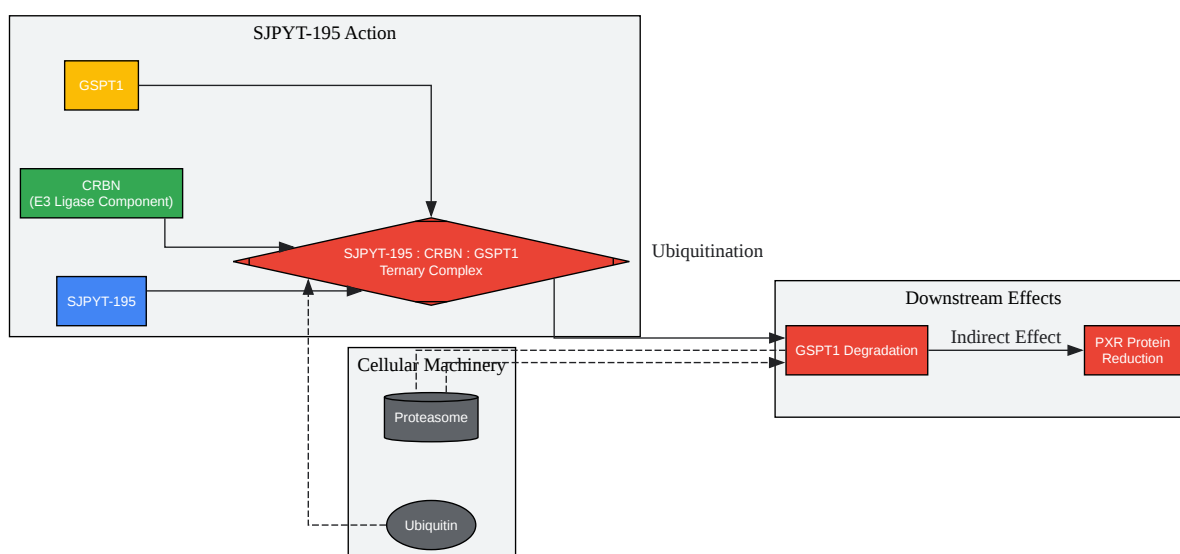 SJPYT-195 Action
GSPT1
CRBN
(E3 Ligase Component)
SJPYT-195 : CRBN : GSPT1
Ternary Complex
SJPYT-195
Ubiquitination
Downstream Effects
GSPT1 Degradation
Indirect Effect
PXR Protein
Reduction
Cellular Machinery
Proteasome
Ubiquitin